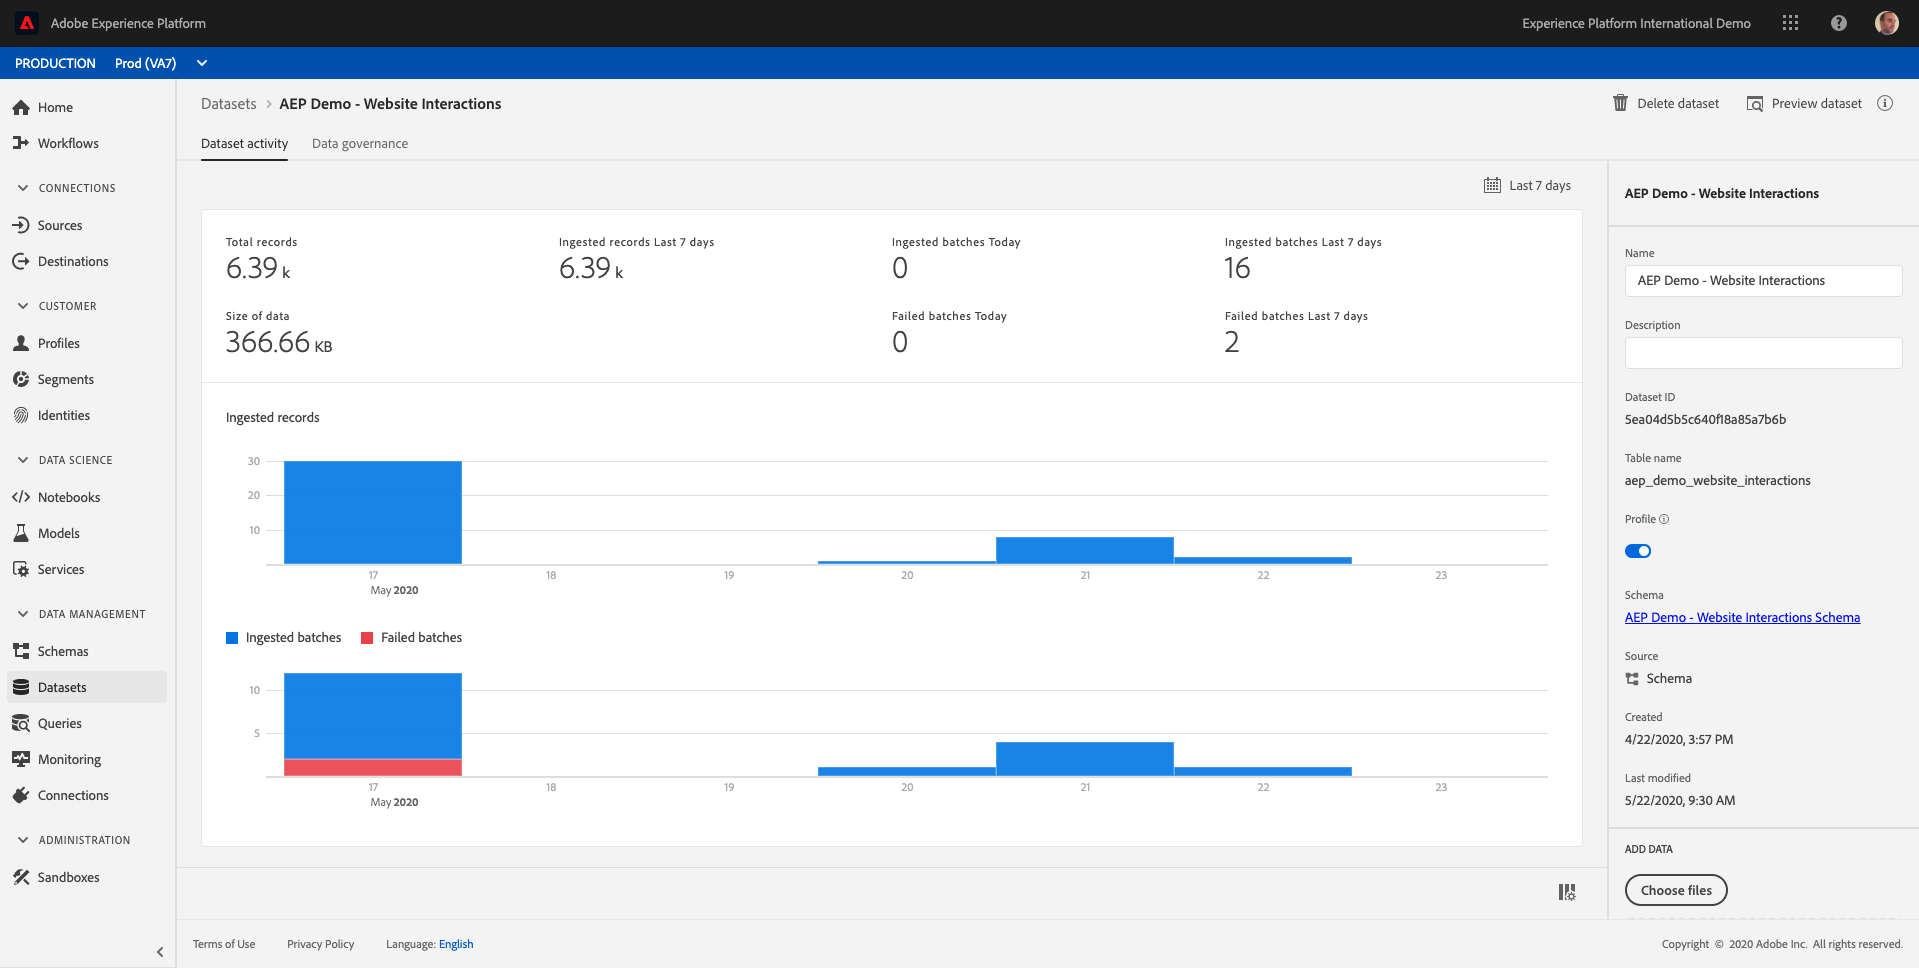 Adobe Experience Platform
Experience Platform International Demo
PRODUCTION Prod (VA7)
Home
Workflows
CONNECTIONS
Sources
Destinations
CUSTOMER
Profiles
Segments
Identities
DATA SCIENCE
Notebooks
Models
Services
DATA MANAGEMENT
Schemas
Datasets
Queries
Monitoring
Connections
ADMINISTRATION
Sandboxes
Datasets > AEP Demo - Website Interactions
Delete dataset
Preview dataset
Dataset activity
Data governance
Last 7 days
Total records
6.39 k
Ingested records Last 7 days
6.39 k
Ingested batches Today
0
Ingested batches Last 7 days
16
Size of data
366.66 KB
Failed batches Today
0
Failed batches Last 7 days
2
Ingested records
30
20
10
17 18 19 20 21 22 23
May 2020
Ingested batches Failed batches
10
5
17 18 19 20 21 22 23
May 2020
AEP Demo - Website Interactions
Name
AEP Demo - Website Interactions
Description
Dataset ID
5ea04d5b5c640f18a85a7b6b
Table name
aep_demo_website_interactions
Profile
Schema
AEP Demo - Website Interactions Schema
Source
Schema
Created
4/22/2020, 3:57 PM
Last modified
5/22/2020, 9:30 AM
ADD DATA
Choose files
Terms of Use
Privacy Policy
Language: English
Copyright © 2020 Adobe Inc. All rights reserved.